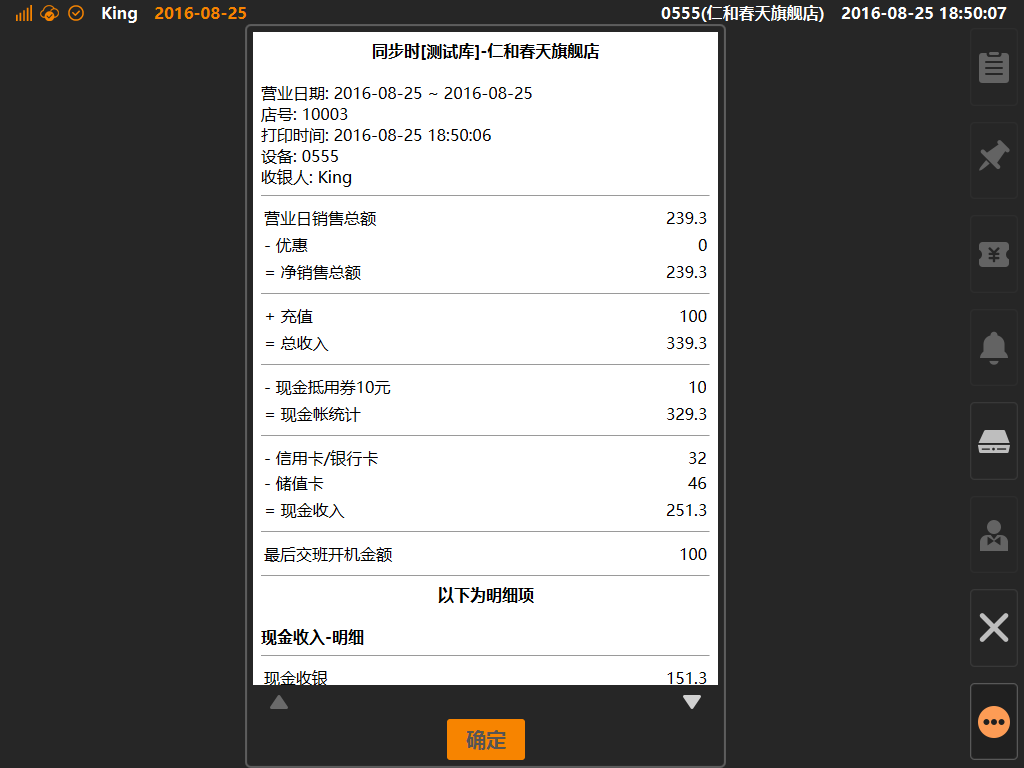 King 2016-08-25 0555(仁和春天旗舰店) 2016-08-25 18:50:07
同步时[测试库]-仁和春天旗舰店
营业日期: 2016-08-25 ~ 2016-08-25
店号: 10003
打印时间: 2016-08-25 18:50:06
设备: 0555
收银人: King
营业日销售总额 239.3
- 优惠 0
= 净销售总额 239.3
+ 充值 100
= 总收入 339.3
- 现金抵用券10元 10
= 现金帐统计 329.3
- 信用卡/银行卡 32
- 储值卡 46
= 现金收入 251.3
最后交班开机金额 100
以下为明细项
现金收入-明细
现金收银 151.3
确定